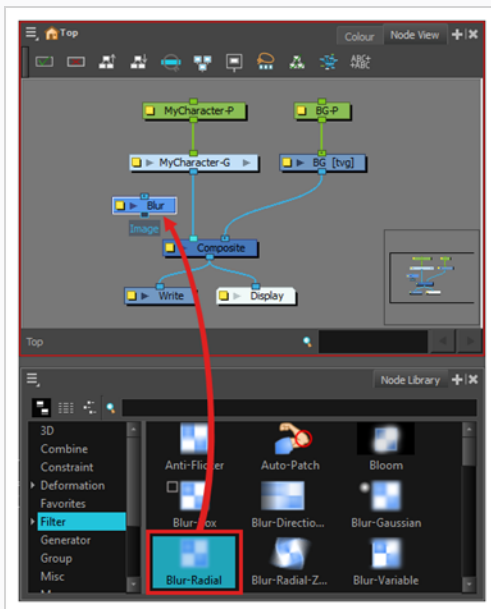 Top
Colour Node View
ABC+
+ABC
MyCharacter-P BG-P
MyCharacter-G BG [tvg]
Blur
Image
Composite
Write Display
Top
Node Library
3D
Combine
Constraint
Deformation
Favorites
Filter
Generator
Group
Misc
Anti-Flicker Auto-Patch Bloom
Blur-Box Blur-Directio... Blur-Gaussian
Blur-Radial Blur-Radial-Z... Blur-Variable